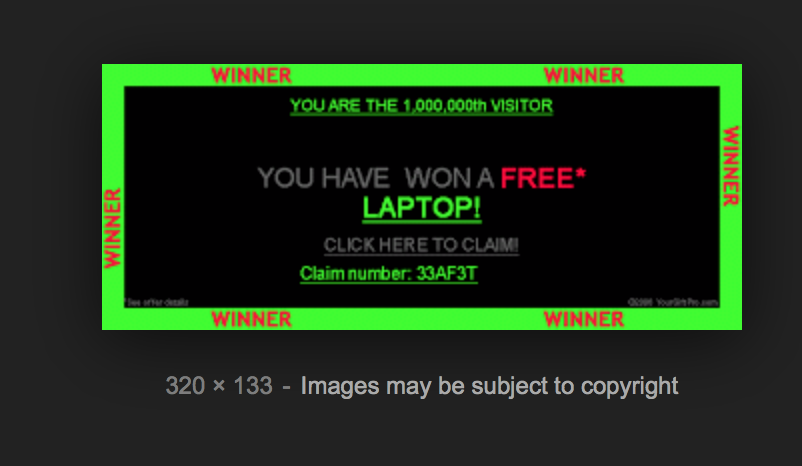 WINNER WINNER
YOU ARE THE 1,000,000th VISITOR
WINNER
YOU HAVE WON A FREE*
LAPTOP!
WINNER
CLICK HERE TO CLAIM!
Claim number: 33AF3T
*See offer details
YourGiftPro.com
WINNER WINNER
320 × 133 - Images may be subject to copyright